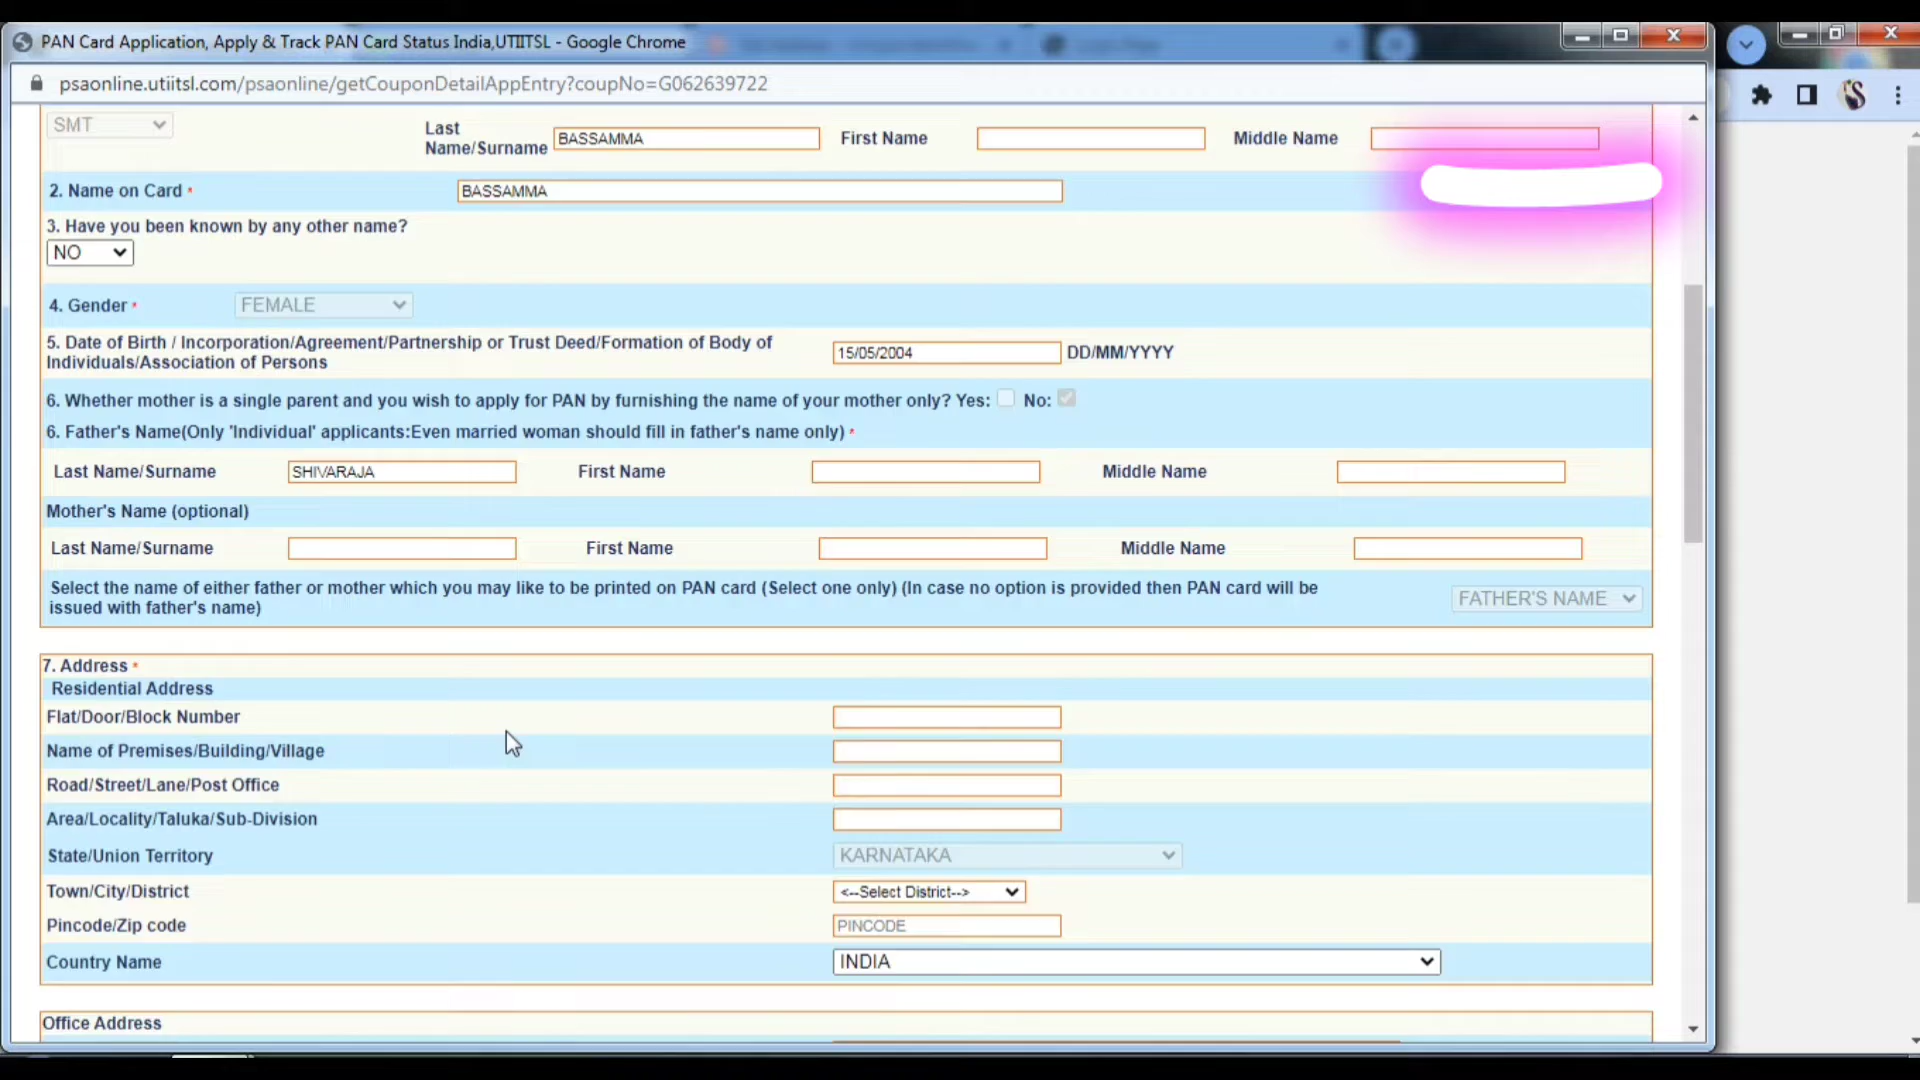 PAN Card Application, Apply & Track PAN Card Status India,UTIITSL - Google Chrome
psaonline.utiitsl.com/psaonline/getCouponDetailAppEntry?coupNo=G062639722
SMT
Last Name/Surname BASSAMMA First Name Middle Name
2. Name on Card * BASSAMMA
3. Have you been known by any other name?
NO
4. Gender * FEMALE
5. Date of Birth / Incorporation/Agreement/Partnership or Trust Deed/Formation of Body of
Individuals/Association of Persons
15/05/2004 DD/MM/YYYY
6. Whether mother is a single parent and you wish to apply for PAN by furnishing the name of your mother only? Yes: No:
6. Father's Name(Only 'Individual' applicants:Even married woman should fill in father's name only) *
Last Name/Surname SHIVARAJA First Name Middle Name
Mother's Name (optional)
Last Name/Surname First Name Middle Name
Select the name of either father or mother which you may like to be printed on PAN card (Select one only) (In case no option is provided then PAN card will be
issued with father's name)
FATHER'S NAME
7. Address *
Residential Address
Flat/Door/Block Number
Name of Premises/Building/Village
Road/Street/Lane/Post Office
Area/Locality/Taluka/Sub-Division
State/Union Territory KARNATAKA
Town/City/District <--Select District-->
Pincode/Zip code PINCODE
Country Name INDIA
Office Address